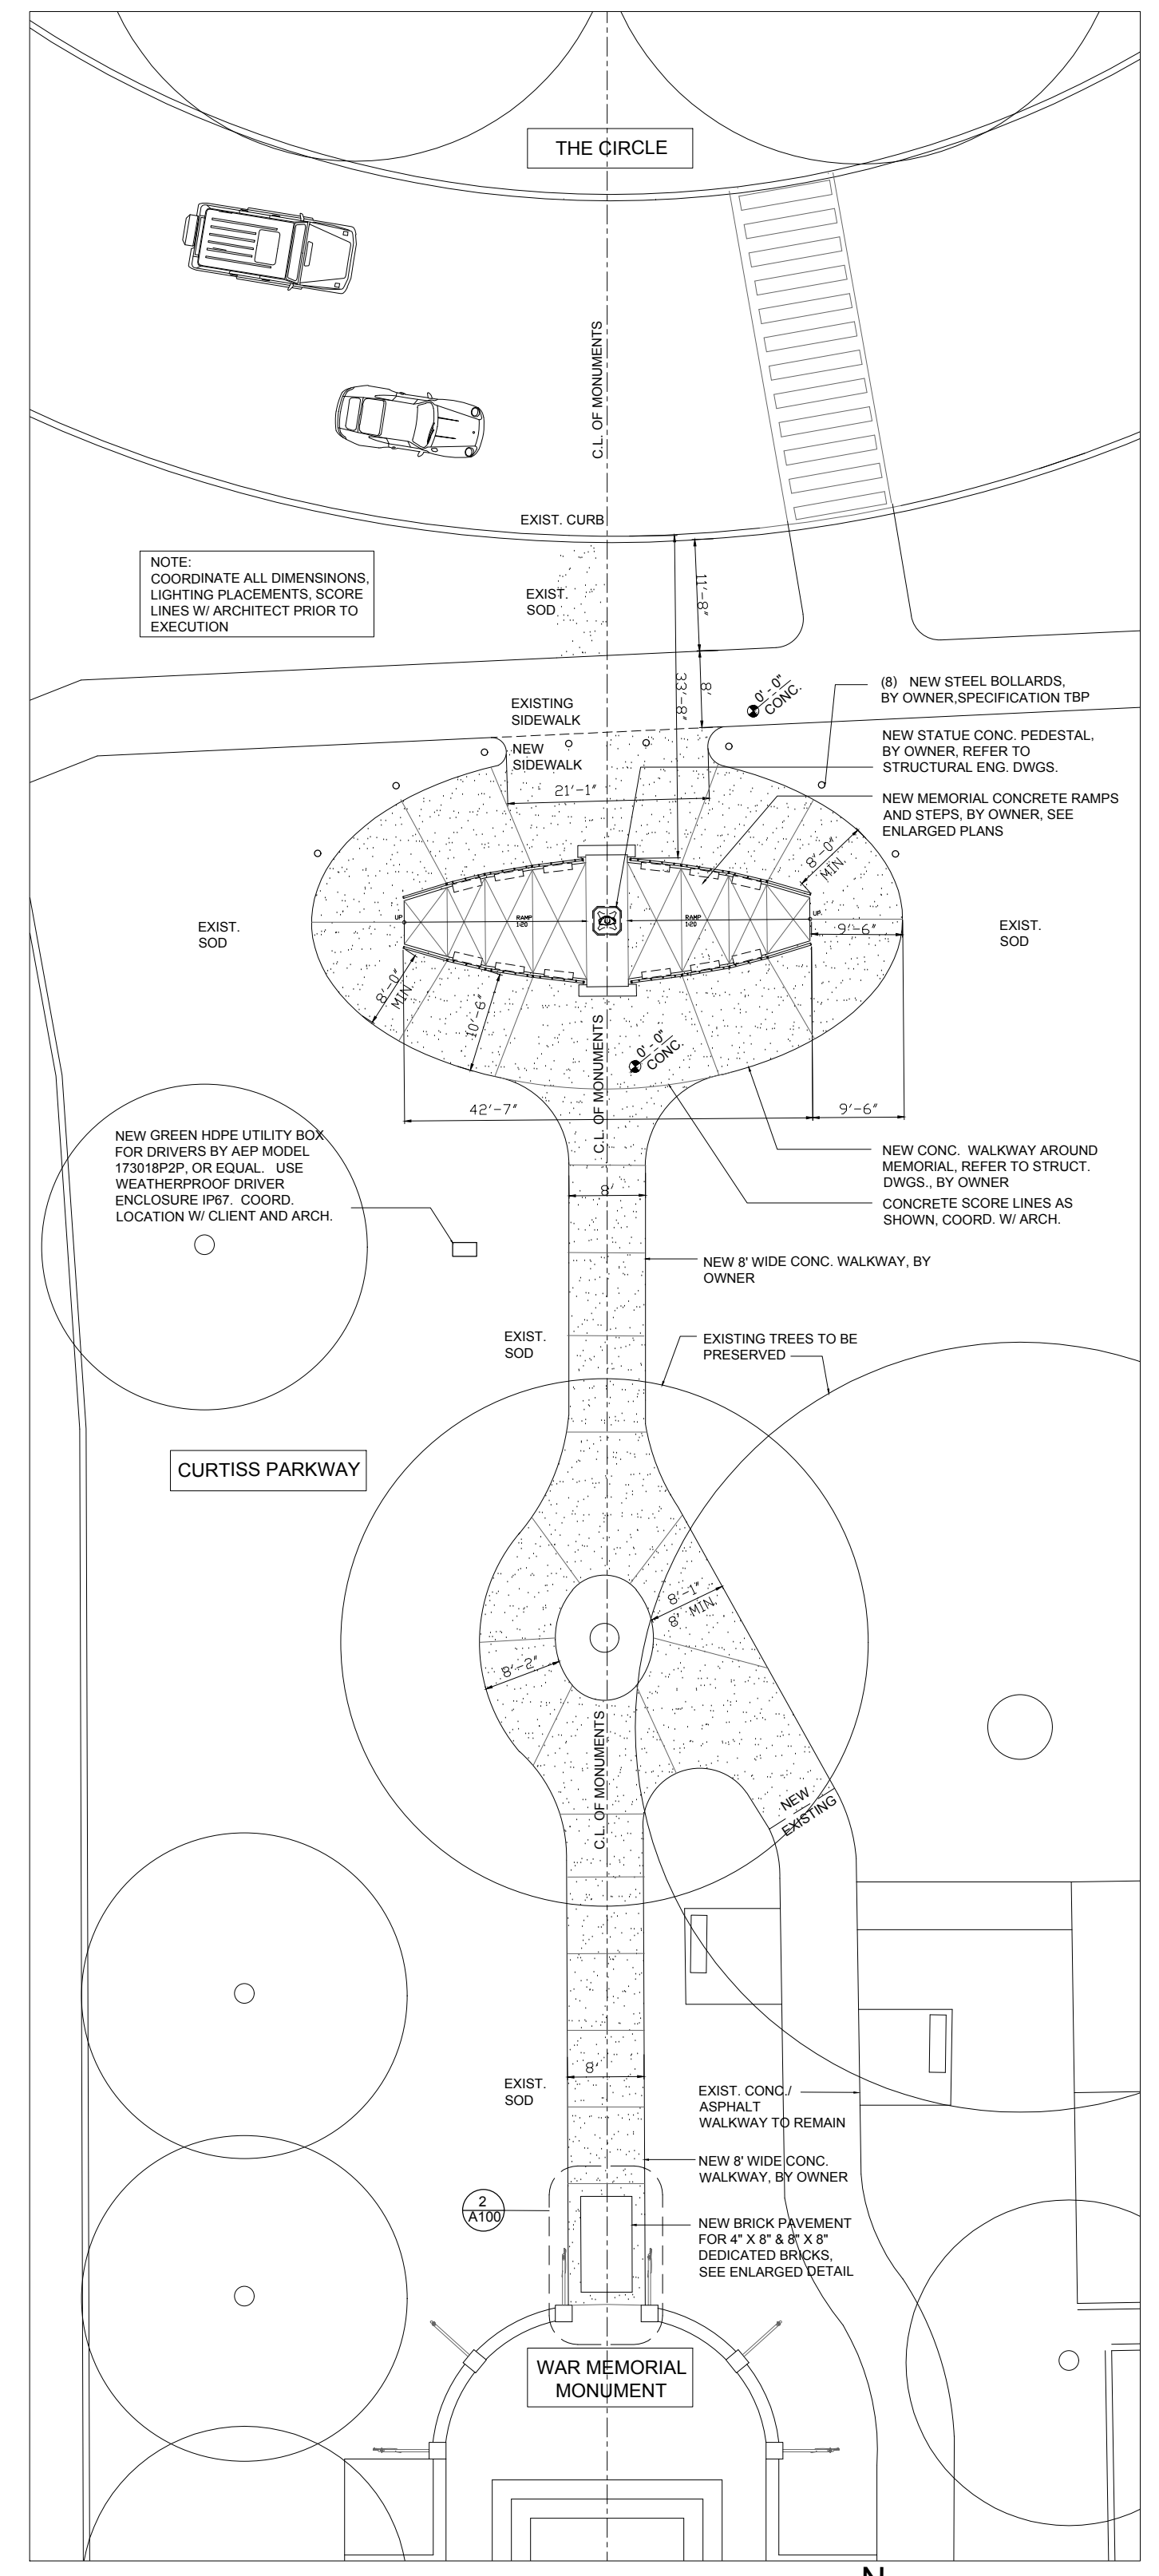 THE CIRCLE
C.L. OF MONUMENTS
EXIST. CURB
NOTE:
COORDINATE ALL DIMENSINONS,
LIGHTING PLACEMENTS, SCORE
LINES W/ ARCHITECT PRIOR TO
EXECUTION
EXIST.
SOD
11'-8"
33'-8"
8'
0'-0"
CONC.
(8) NEW STEEL BOLLARDS,
BY OWNER,SPECIFICATION TBP
EXISTING
SIDEWALK
NEW
SIDEWALK
21'-1"
NEW STATUE CONC. PEDESTAL,
BY OWNER, REFER TO
STRUCTURAL ENG. DWGS.
NEW MEMORIAL CONCRETE RAMPS
AND STEPS, BY OWNER, SEE
ENLARGED PLANS
8'-0"
MIN.
UP
RAMP
1:20
RAMP
1:20
UP
9'-6"
EXIST.
SOD
EXIST.
SOD
8'-0"
MIN.
10'-6"
C.L. OF MONUMENTS
0'-0"
CONC.
42'-7"
9'-6"
NEW GREEN HDPE UTILITY BOX
FOR DRIVERS BY AEP MODEL
173018P2P, OR EQUAL. USE
WEATHERPROOF DRIVER
ENCLOSURE IP67. COORD.
LOCATION W/ CLIENT AND ARCH.
NEW CONC. WALKWAY AROUND
MEMORIAL, REFER TO STRUCT.
DWGS., BY OWNER
CONCRETE SCORE LINES AS
SHOWN, COORD. W/ ARCH.
8'
NEW 8' WIDE CONC. WALKWAY, BY
OWNER
EXIST.
SOD
EXISTING TREES TO BE
PRESERVED
CURTISS PARKWAY
8'-1"
8' MIN.
8'-2"
C.L. OF MONUMENTS
NEW
EXISTING
8'
EXIST.
SOD
EXIST. CONC./
ASPHALT
WALKWAY TO REMAIN
NEW 8' WIDE CONC.
WALKWAY, BY OWNER
2
A100
NEW BRICK PAVEMENT
FOR 4" X 8" & 8" X 8"
DEDICATED BRICKS,
SEE ENLARGED DETAIL
WAR MEMORIAL
MONUMENT
N